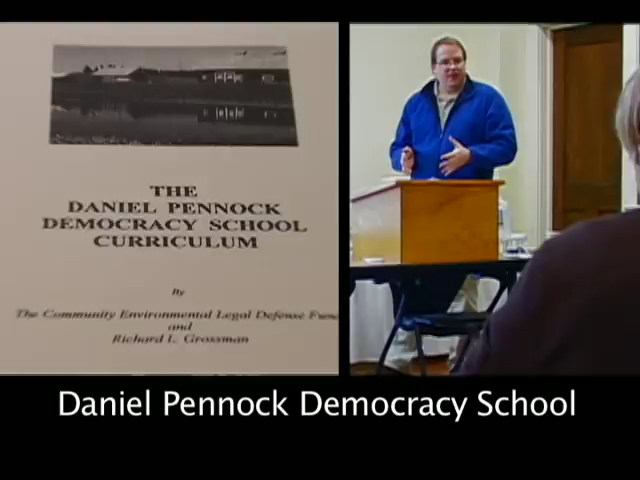 THE
DANIEL PENNOCK
DEMOCRACY SCHOOL
CURRICULUM
By
The Community Environmental Legal Defense Fund
and
Richard L. Grossman
Daniel Pennock Democracy School